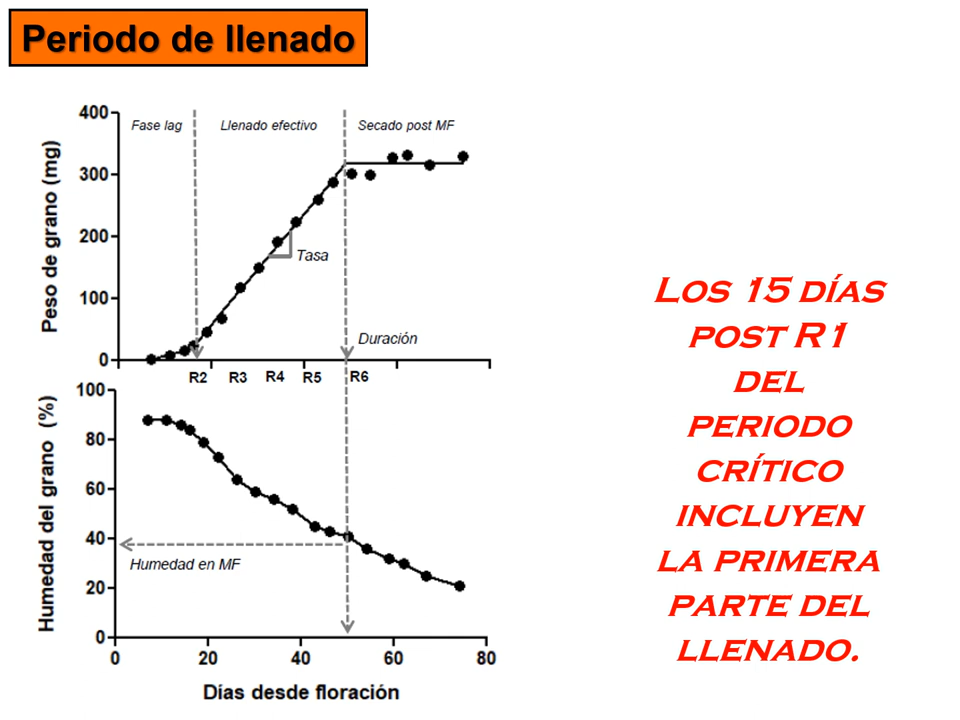 Periodo de llenado
400
300
200
100
0
Peso de grano (mg)
Fase lag
Llenado efectivo
Secado post MF
Tasa
Duración
R2 R3 R4 R5 R6
100
80
60
40
20
0
Humedad del grano (%)
Humedad en MF
0 20 40 60 80
Días desde floración
Los 15 días
post R1
del
periodo
crítico
incluyen
la primera
parte del
llenado.